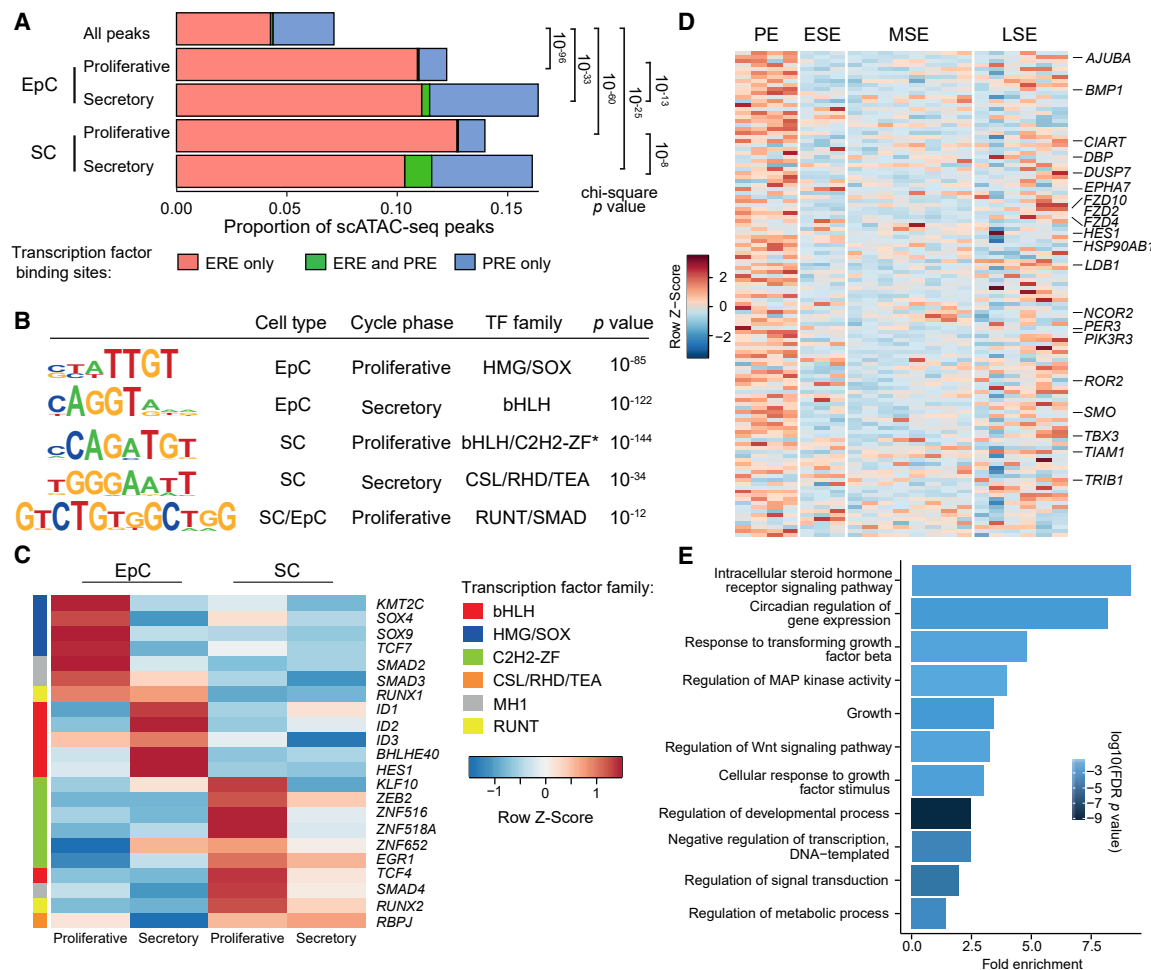 A
All peaks
EpC
Proliferative
Secretory
SC
Proliferative
Secretory
10-96
10-33
10-60
10-25
10-13
10-8
chi-square
p value
0.00
0.05
0.10
0.15
Proportion of scATAC-seq peaks
Transcription factor
binding sites:
ERE only
ERE and PRE
PRE only
B
Cell type Cycle phase TF family p value
CTATTGT EpC Proliferative HMG/SOX 10-85
CAGGTA EpC Secretory bHLH 10-122
CCAGATGT SC Proliferative bHLH/C2H2-ZF* 10-144
TGGGAATT SC Secretory CSL/RHD/TEA 10-34
GTCTGTGGCTGG SC/EpC Proliferative RUNT/SMAD 10-12
C
EpC SC
KMT2C
SOX4
SOX9
TCF7
SMAD2
SMAD3
RUNX1
ID1
ID2
ID3
BHLHE40
HES1
KLF10
ZEB2
ZNF516
ZNF518A
ZNF652
EGR1
TCF4
SMAD4
RUNX2
RBPJ
Proliferative Secretory Proliferative Secretory
Transcription factor family:
bHLH
HMG/SOX
C2H2-ZF
CSL/RHD/TEA
MH1
RUNT
−1 0 1
Row Z-Score
D
PE ESE MSE LSE
AJUBA
BMP1
CIART
DBP
DUSP7
EPHA7
FZD10
FZD2
FZD4
HES1
HSP90AB1
LDB1
NCOR2
PER3
PIK3R3
ROR2
SMO
TBX3
TIAM1
TRIB1
Row Z-Score
2
0
−2
E
Intracellular steroid hormone
receptor signaling pathway
Circadian regulation of
gene expression
Response to transforming growth
factor beta
Regulation of MAP kinase activity
Growth
Regulation of Wnt signaling pathway
Cellular response to growth
factor stimulus
Regulation of developmental process
Negative regulation of transcription,
DNA−templated
Regulation of signal transduction
Regulation of metabolic process
0.0 2.5 5.0 7.5
Fold enrichment
−3
−5
−7
−9
log10(FDR p value)